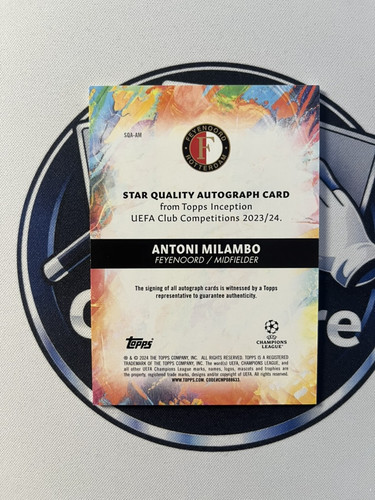 SQA-AM
FEYENOORD
F
ROTTERDAM
STAR QUALITY AUTOGRAPH CARD
from Topps Inception
UEFA Club Competitions 2023/24.
ANTONI MILAMBO
FEYENOORD / MIDFIELDER
The signing of all autograph cards is witnessed by a Topps
representative to guarantee authenticity.
Topps
UEFA
CHAMPIONS
LEAGUE
® & © 2024 THE TOPPS COMPANY, INC. ALL RIGHTS RESERVED. TOPPS IS A REGISTERED
TRADEMARK OF THE TOPPS COMPANY, INC. The word(s) UEFA, UEFA Champions League, and
all other UEFA Champions League marks, names, logos, mascots and trophies are
the property, registered trade marks, designs and/or copyright of UEFA. All rights reserved.
WWW.TOPPS.COM
re